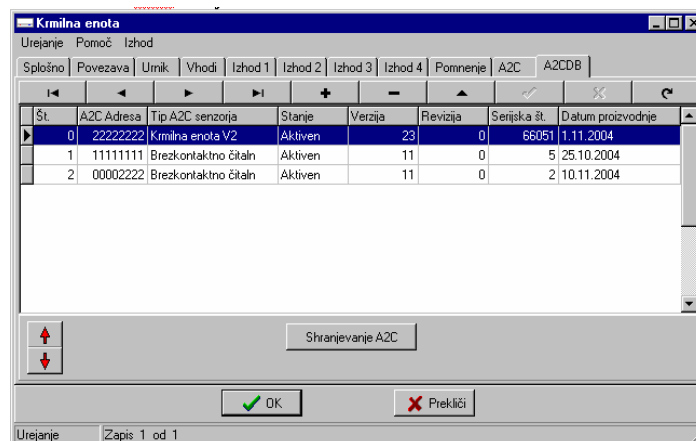 Krmilna enota
Urejanje Pomoč Izhod
Splošno Povezava Urnik Vhodi Izhod 1 Izhod 2 Izhod 3 Izhod 4 Pomnenje A2C A2CDB
Št. A2C Adresa Tip A2C senzorja Stanje Verzija Revizija Serijska št. Datum proizvodnje
0 22222222 Krmilna enota V2 Aktiven 23 0 66051 1.11.2004
1 11111111 Brezkontaktno čitaln Aktiven 11 0 5 25.10.2004
2 00002222 Brezkontaktno čitaln Aktiven 11 0 2 10.11.2004
Shranjevanje A2C
OK Prekliči
Urejanje Zapis 1 od 1